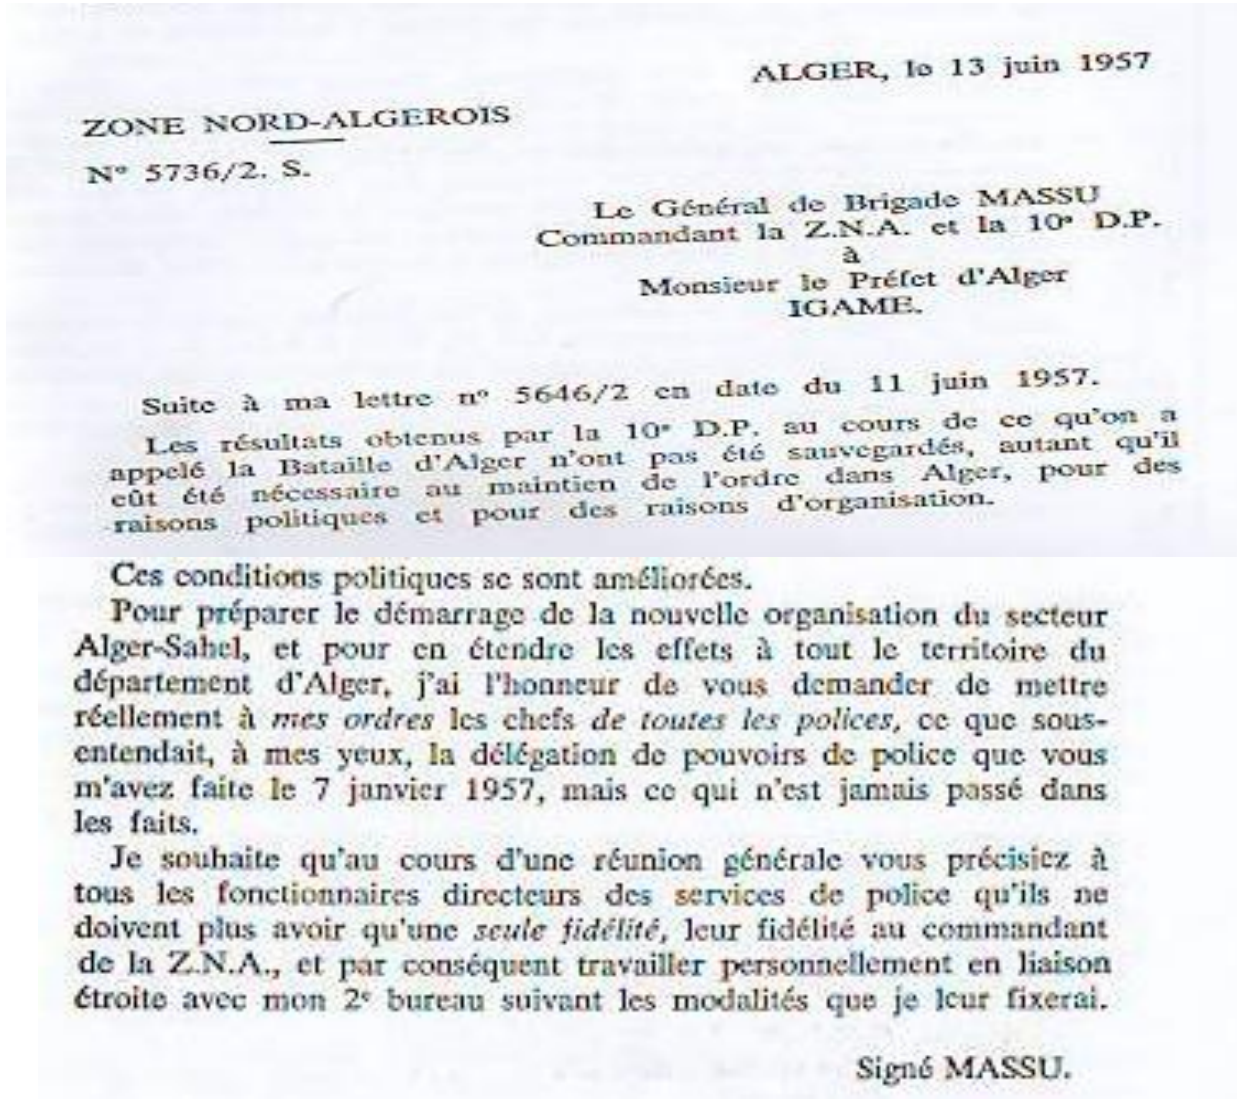 ALGER, le 13 juin 1957
ZONE NORD-ALGEROIS
N° 5736/2. S.
Le Général de Brigade MASSU
Commandant la Z.N.A. et la 10e D.P.
à
Monsieur le Préfet d'Alger
IGAME.
Suite à ma lettre n° 5646/2 en date du 11 juin 1957.
Les résultats obtenus par la 10e D.P. au cours de ce qu'on a
appelé la Bataille d'Alger n'ont pas été sauvegardés, autant qu'il
eût été nécessaire au maintien de l'ordre dans Alger, pour des
raisons politiques et pour des raisons d'organisation.
Ces conditions politiques se sont améliorées.
Pour préparer le démarrage de la nouvelle organisation du secteur
Alger-Sahel, et pour en étendre les effets à tout le territoire du
département d'Alger, j'ai l'honneur de vous demander de mettre
réellement à mes ordres les chefs de toutes les polices, ce que sous-
entendait, à mes yeux, la délégation de pouvoirs de police que vous
m'avez faite le 7 janvier 1957, mais ce qui n'est jamais passé dans
les faits.
Je souhaite qu'au cours d'une réunion générale vous précisiez à
tous les fonctionnaires directeurs des services de police qu'ils ne
doivent plus avoir qu'une seule fidélité, leur fidélité au commandant
de la Z.N.A., et par conséquent travailler personnellement en liaison
étroite avec mon 2e bureau suivant les modalités que je leur fixerai.
Signé MASSU.